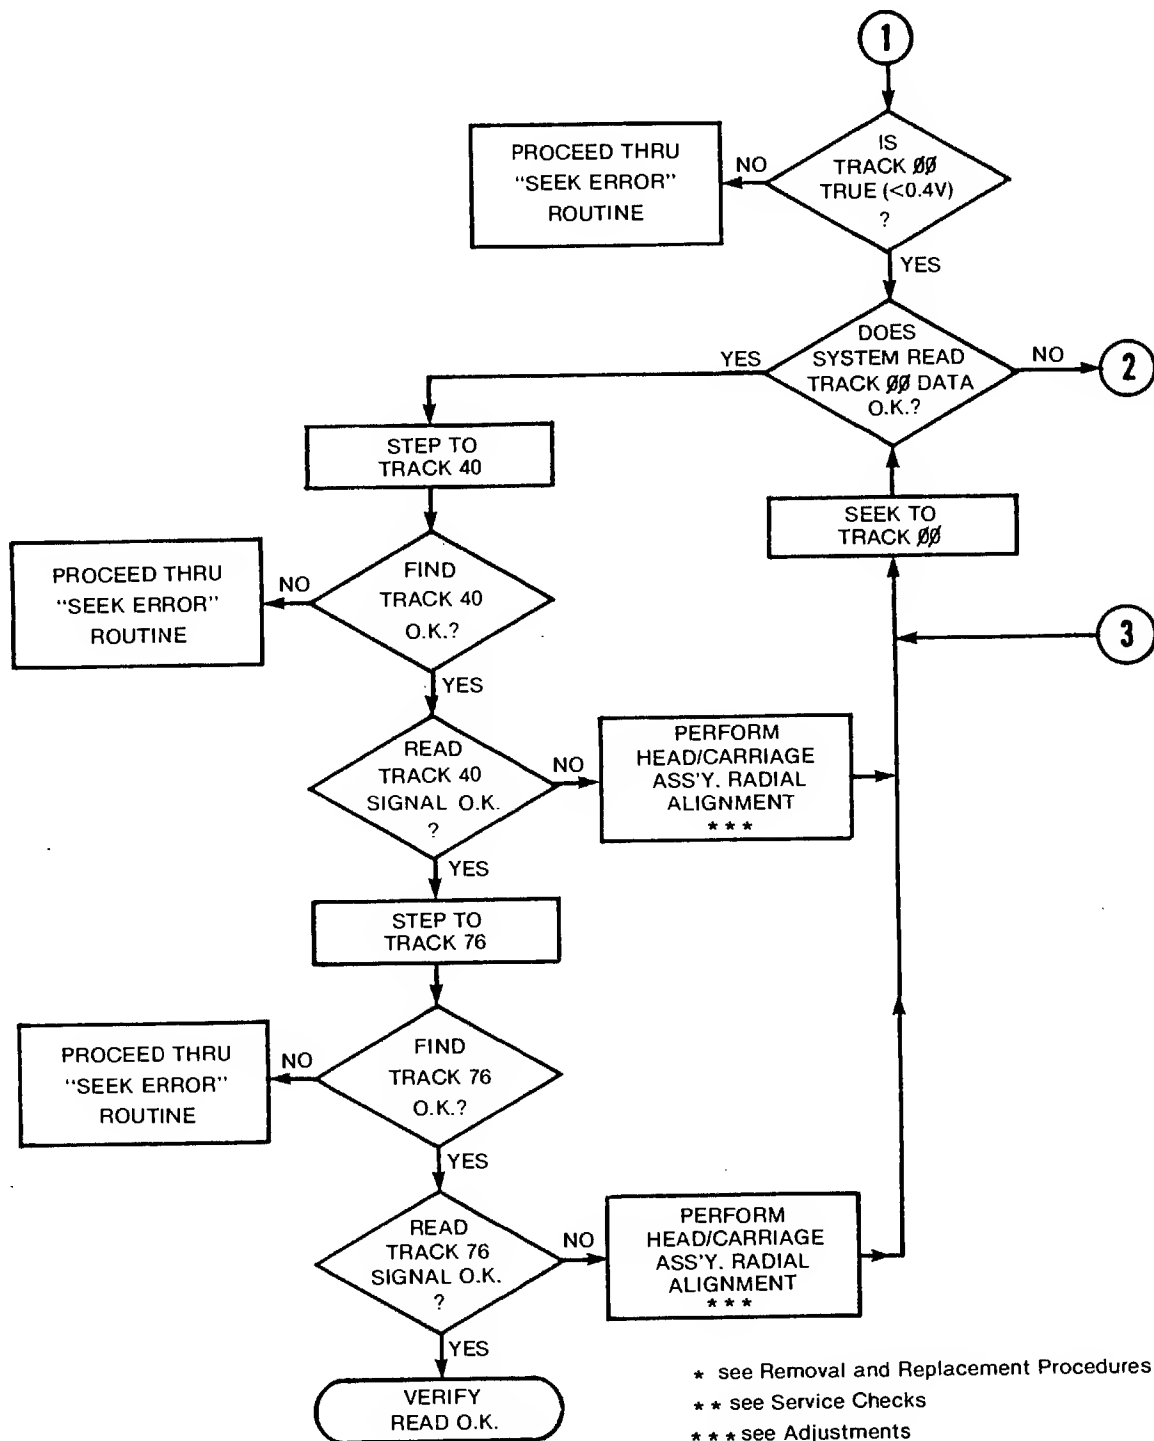 1
IS
TRACK ØØ
TRUE (<0.4V)
?
NO
PROCEED THRU
“SEEK ERROR”
ROUTINE
YES
DOES
SYSTEM READ
TRACK ØØ DATA
O.K.?
YES
NO
2
STEP TO
TRACK 40
SEEK TO
TRACK ØØ
FIND
TRACK 40
O.K.?
NO
PROCEED THRU
“SEEK ERROR”
ROUTINE
3
YES
READ
TRACK 40
SIGNAL O.K.
?
NO
PERFORM
HEAD/CARRIAGE
ASS'Y. RADIAL
ALIGNMENT
***
YES
STEP TO
TRACK 76
FIND
TRACK 76
O.K.?
NO
PROCEED THRU
“SEEK ERROR”
ROUTINE
YES
READ
TRACK 76
SIGNAL O.K.
?
NO
PERFORM
HEAD/CARRIAGE
ASS'Y. RADIAL
ALIGNMENT
***
YES
VERIFY
READ O.K.
* see Removal and Replacement Procedures
** see Service Checks
*** see Adjustments